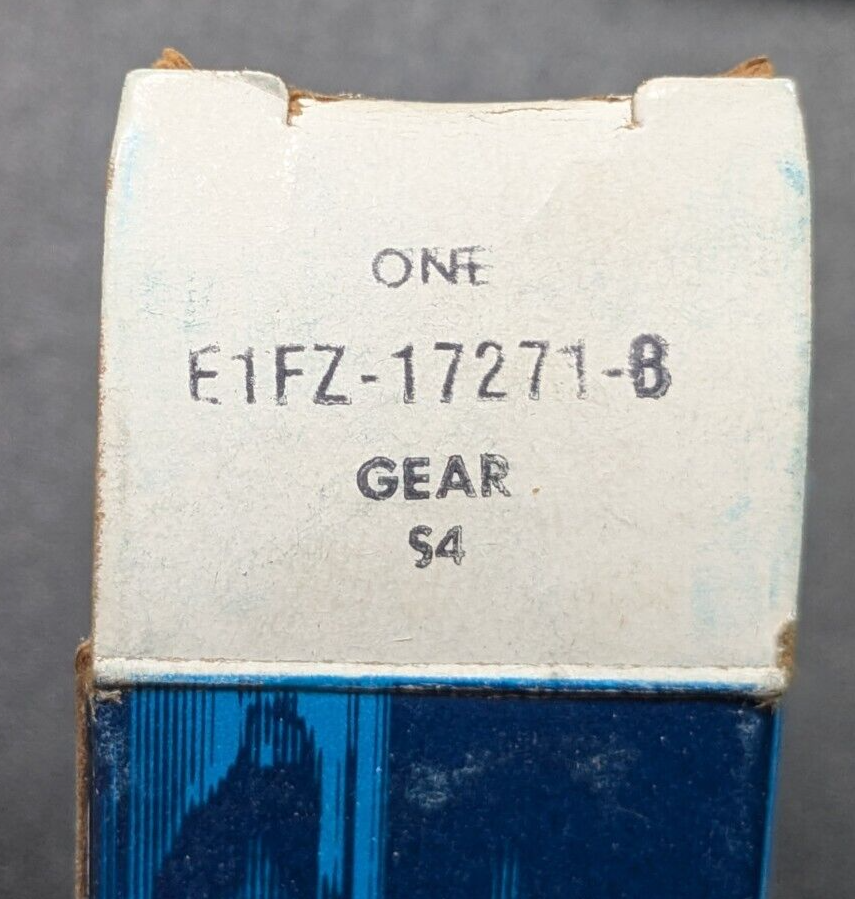 ONE
E1FZ-17271-B
GEAR
S4